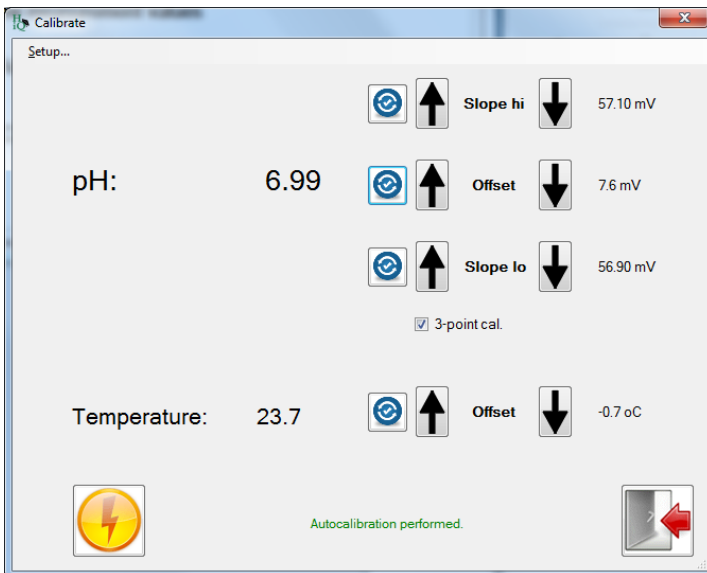 Calibrate
Setup...
Slope hi 57.10 mV
pH: 6.99 Offset 7.6 mV
Slope lo 56.90 mV
3-point cal.
Temperature: 23.7 Offset -0.7 oC
Autocalibration performed.